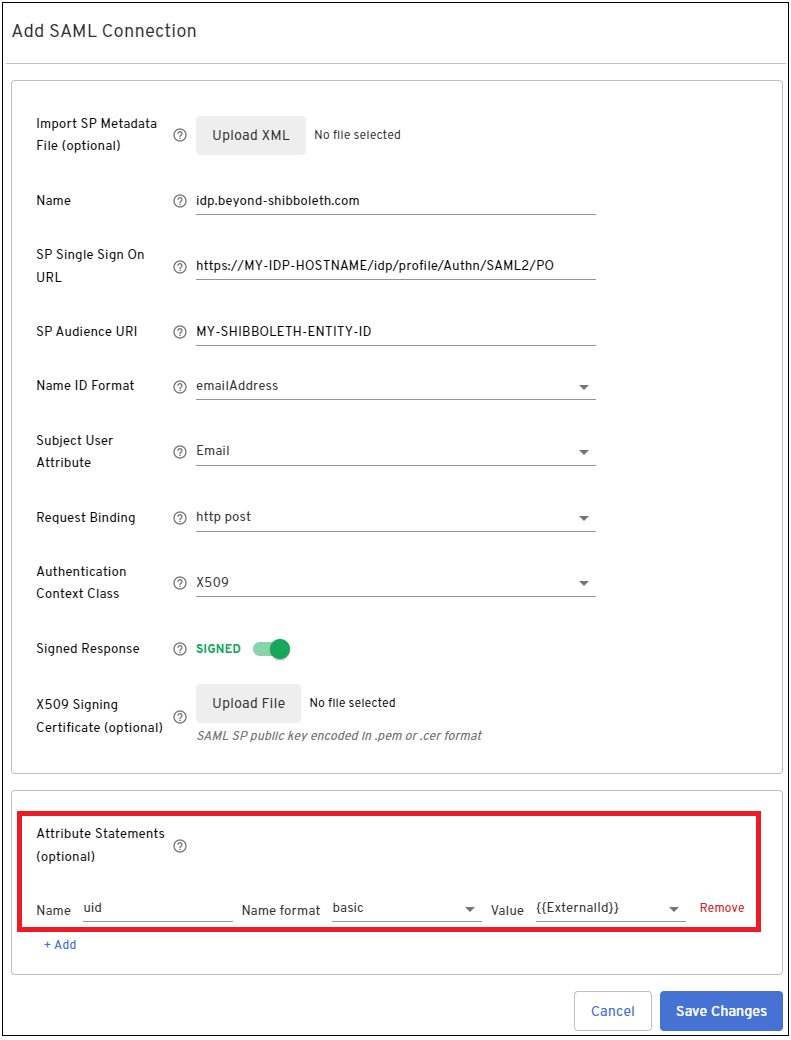 Add SAML Connection
Import SP Metadata
File (optional)
Upload XML
No file selected
Name
idp.beyond-shibboleth.com
SP Single Sign On
URL
https://MY-IDP-HOSTNAME/idp/profile/Authn/SAML2/PO
SP Audience URI
MY-SHIBBOLETH-ENTITY-ID
Name ID Format
emailAddress
Subject User
Attribute
Email
Request Binding
http post
Authentication
Context Class
X509
Signed Response
SIGNED
X509 Signing
Certificate (optional)
Upload File
No file selected
SAML SP public key encoded in .pem or .cer format
Attribute Statements
(optional)
Name uid Name format basic Value {{ExternalId}} Remove
+ Add
Cancel Save Changes